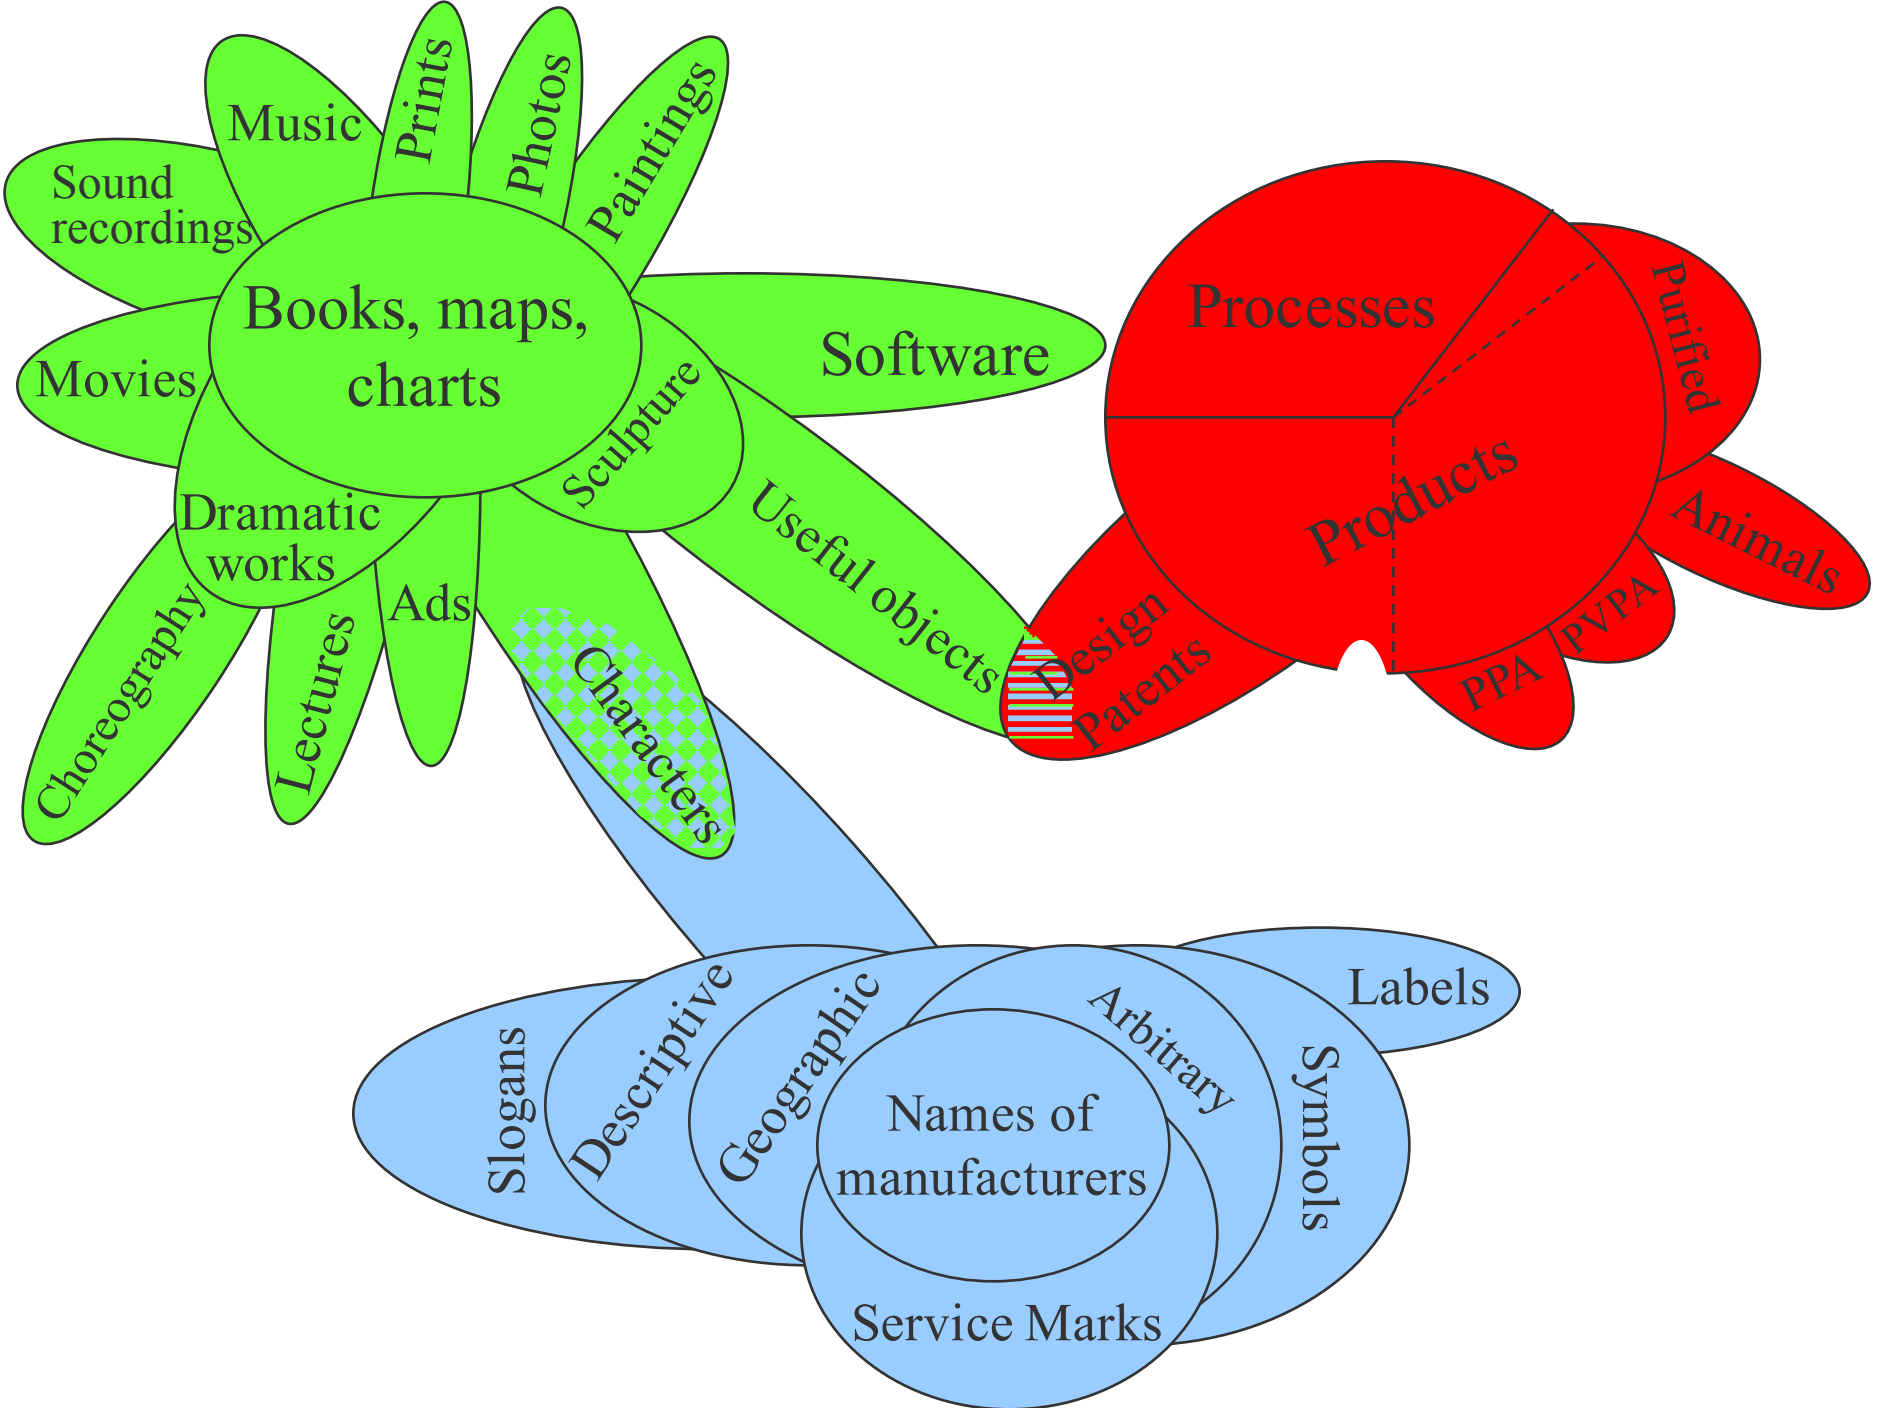 Prints
Photos
Paintings
Music
Sound
recordings
Books, maps,
charts
Movies
Software
Sculpture
Dramatic
works
Useful objects
Choreography
Lectures
Ads
Characters
Processes
Products
Purified
Animals
PVPA
PPA
Design
Patents
Labels
Slogans
Descriptive
Geographic
Arbitrary
Symbols
Names of
manufacturers
Service Marks